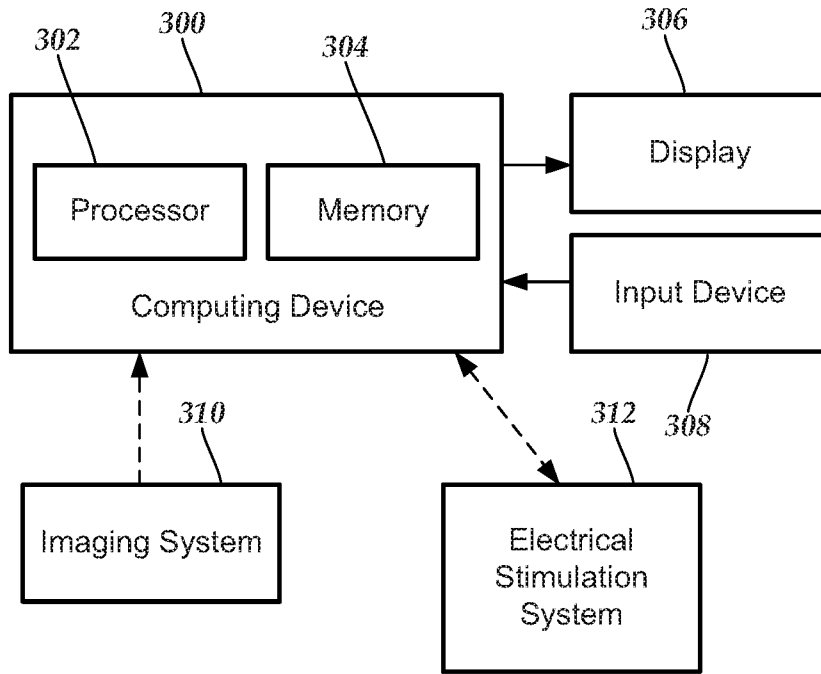 302
300
304
306
Processor
Memory
Computing Device
Display
Input Device
308
310
312
Imaging System
Electrical
Stimulation
System